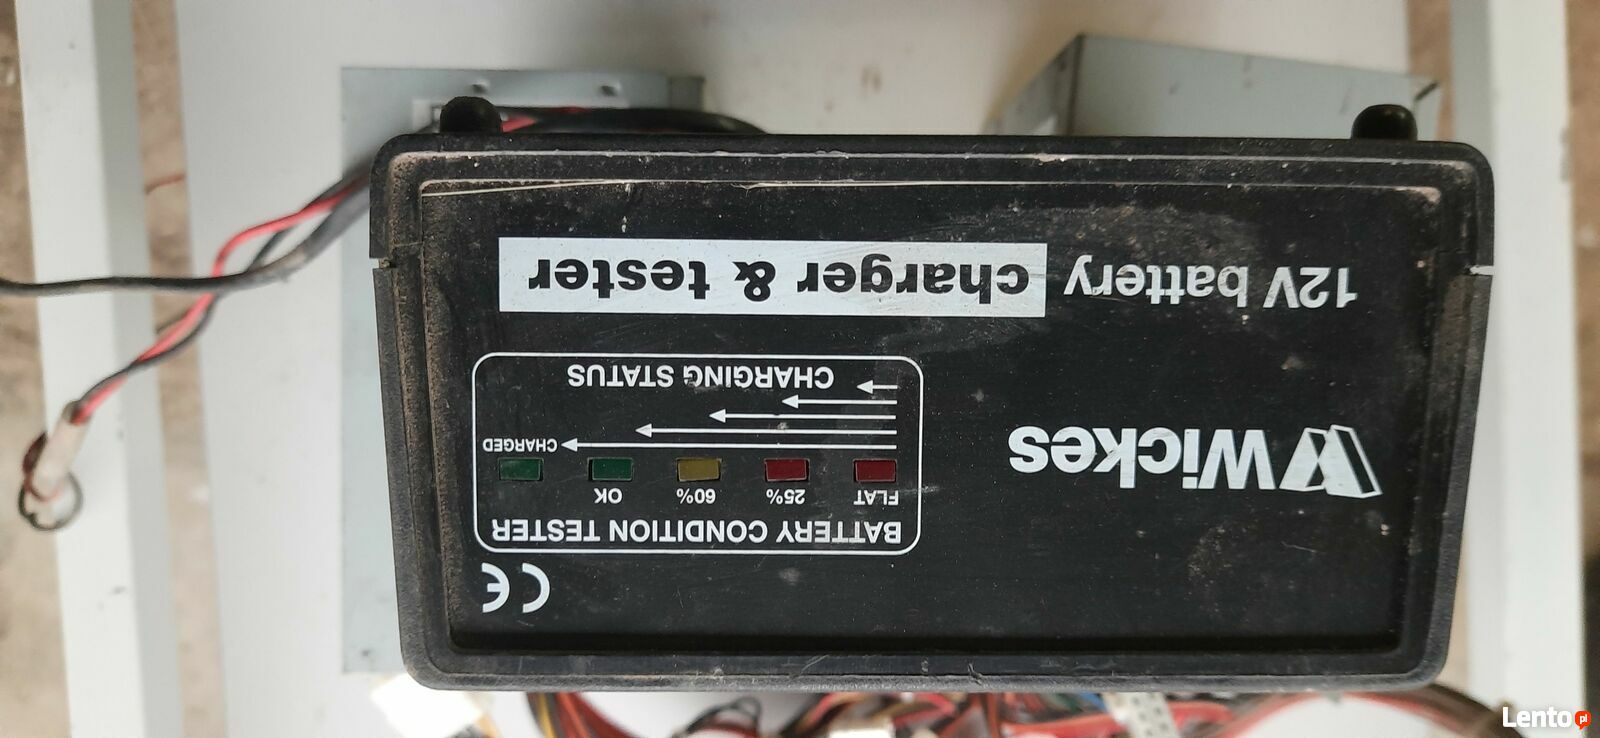 CE
BATTERY CONDITION TESTER
FLAT 25% 60% OK
CHARGED
CHARGING STATUS
Wickes
12V battery charger & tester
Lento pl